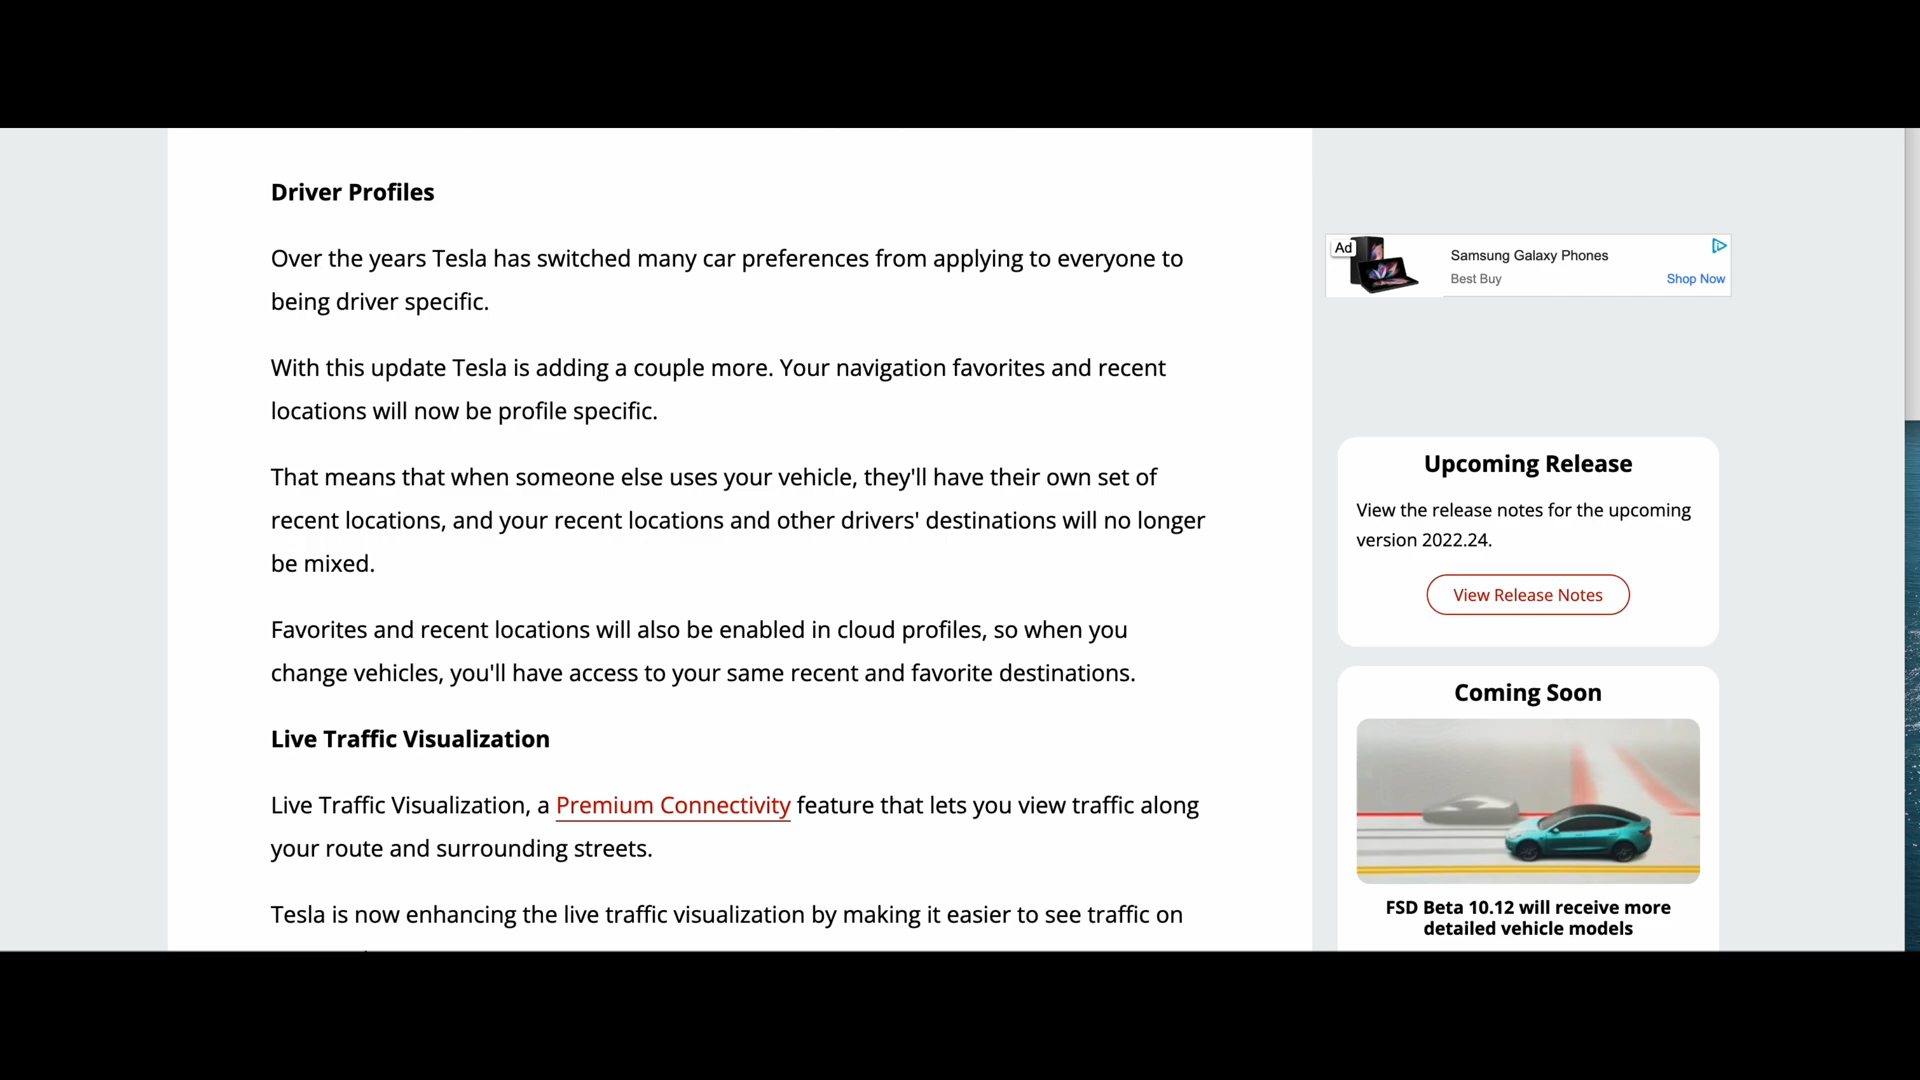 Driver Profiles
Over the years Tesla has switched many car preferences from applying to everyone to
being driver specific.
With this update Tesla is adding a couple more. Your navigation favorites and recent
locations will now be profile specific.
That means that when someone else uses your vehicle, they'll have their own set of
recent locations, and your recent locations and other drivers' destinations will no longer
be mixed.
Favorites and recent locations will also be enabled in cloud profiles, so when you
change vehicles, you'll have access to your same recent and favorite destinations.
Live Traffic Visualization
Live Traffic Visualization, a Premium Connectivity feature that lets you view traffic along
your route and surrounding streets.
Tesla is now enhancing the live traffic visualization by making it easier to see traffic on
Ad
Samsung Galaxy Phones
Best Buy
Shop Now
Upcoming Release
View the release notes for the upcoming
version 2022.24.
View Release Notes
Coming Soon
FSD Beta 10.12 will receive more
detailed vehicle models